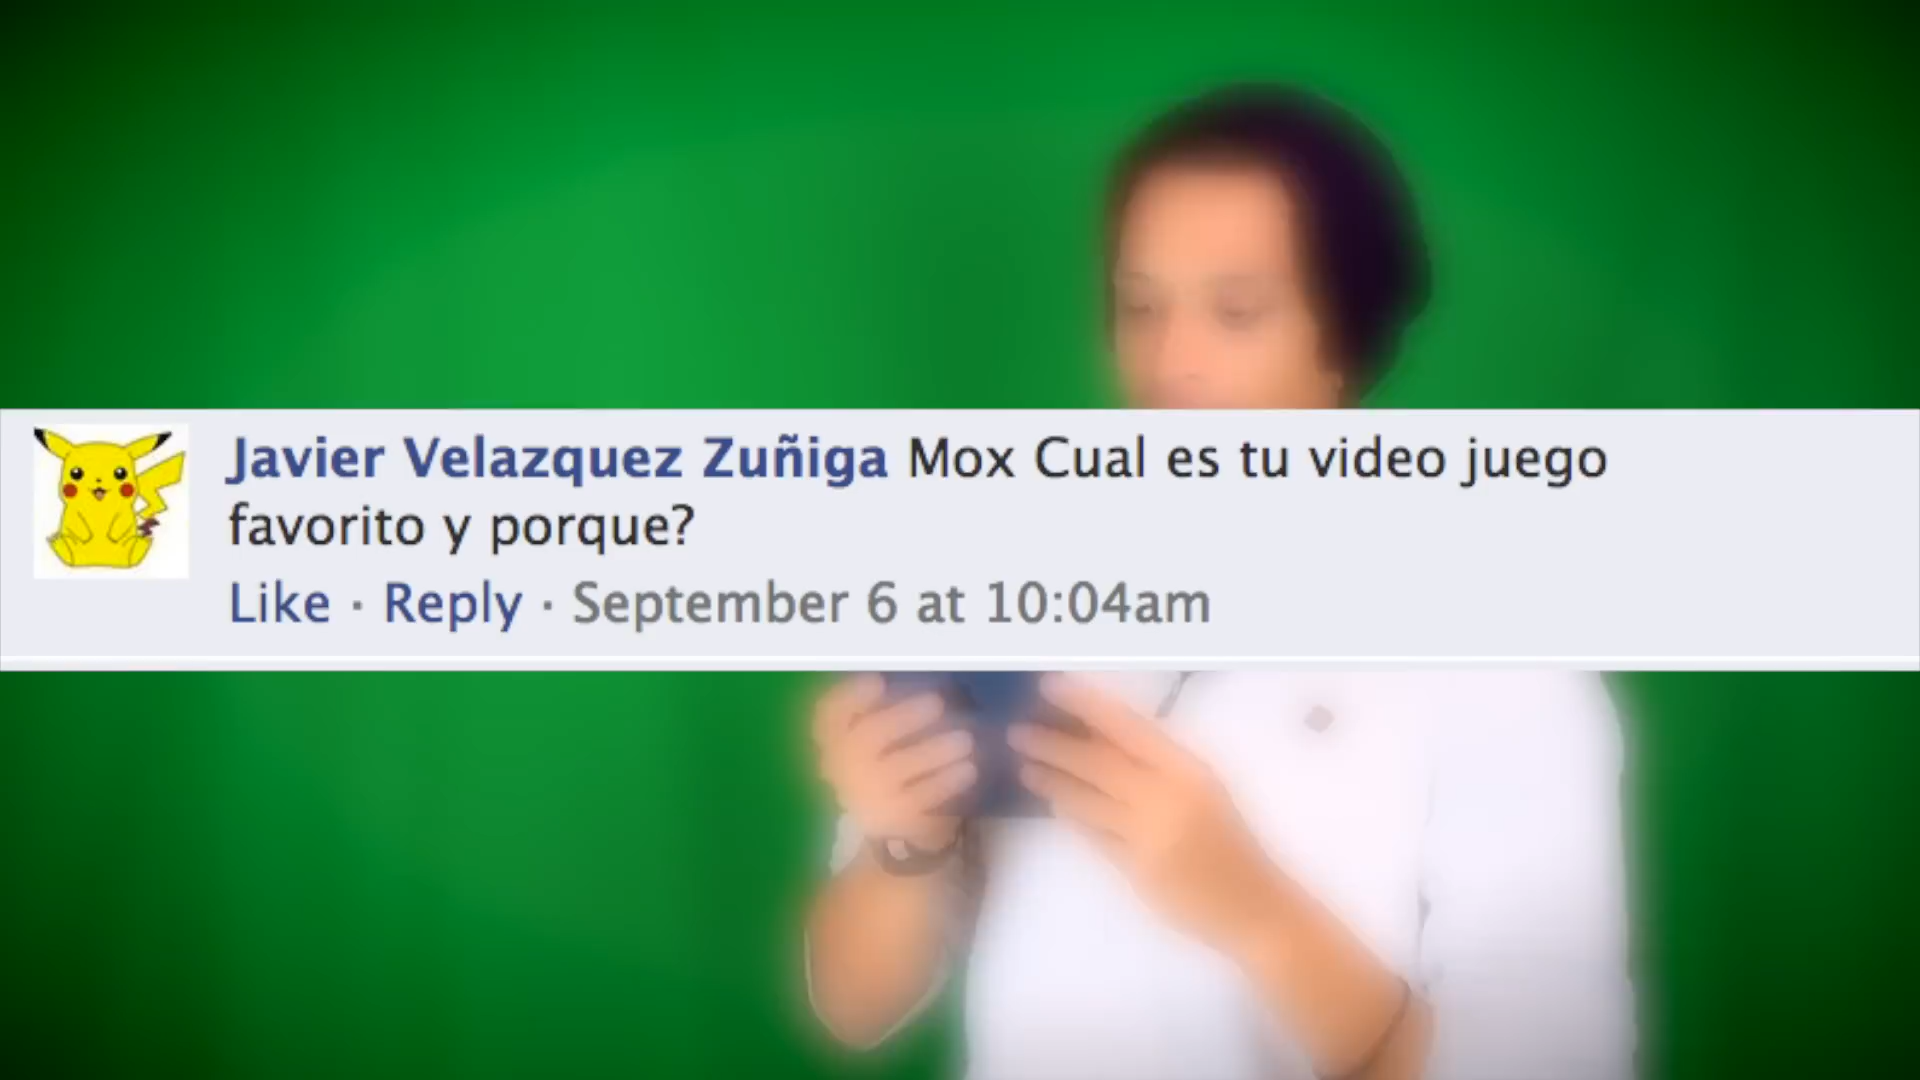 Javier Velazquez Zuñiga Mox Cual es tu video juego
favorito y porque?
Like · Reply · September 6 at 10:04am